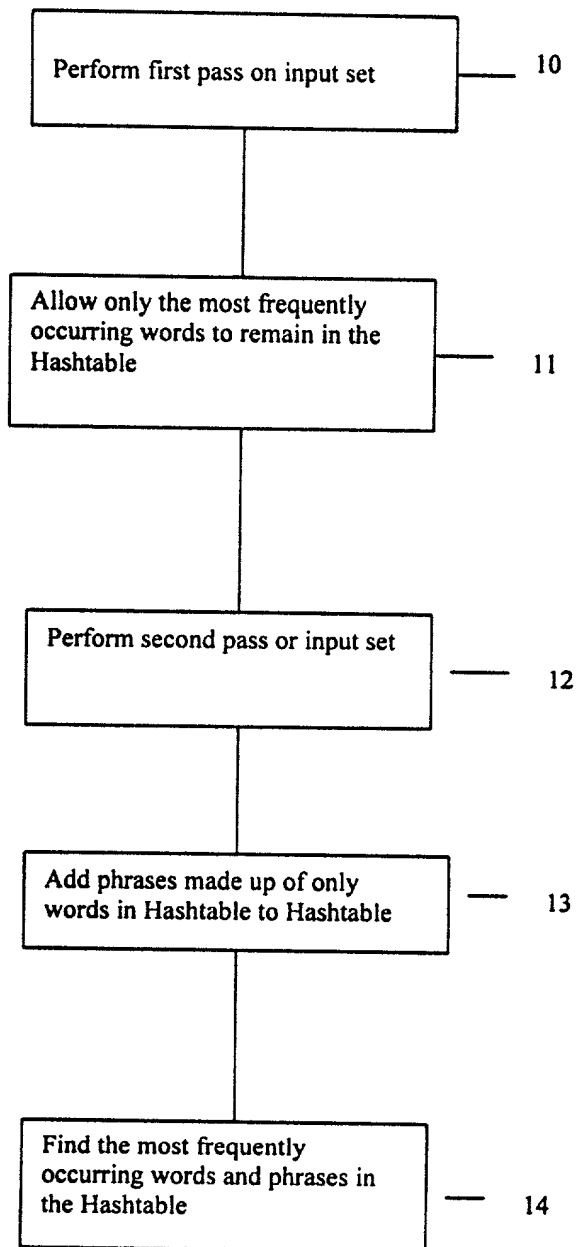 Perform first pass on input set
10
Allow only the most frequently
occurring words to remain in the
Hashtable
11
Perform second pass or input set
12
Add phrases made up of only
words in Hashtable to Hashtable
13
Find the most frequently
occurring words and phrases in
the Hashtable
14